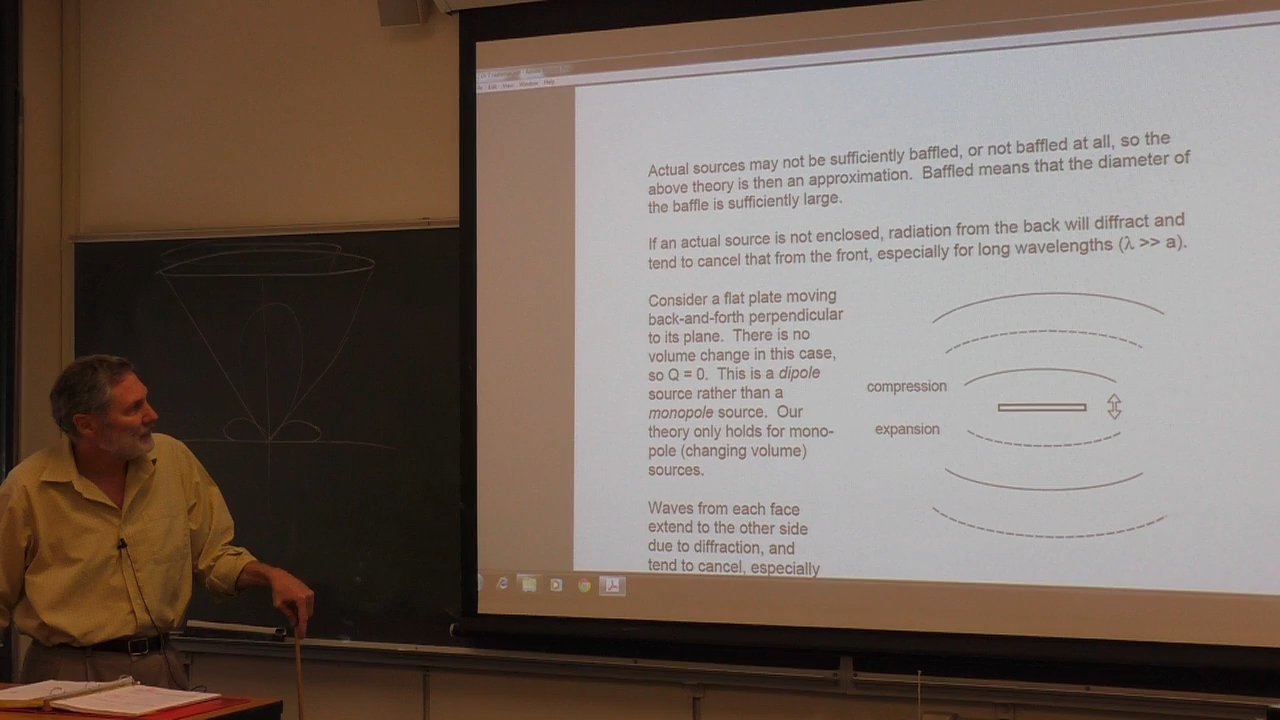 Edit View Window Help
Actual sources may not be sufficiently baffled, or not baffled at all, so the
above theory is then an approximation. Baffled means that the diameter of
the baffle is sufficiently large.
If an actual source is not enclosed, radiation from the back will diffract and
tend to cancel that from the front, especially for long wavelengths (λ >> a).
Consider a flat plate moving
back-and-forth perpendicular
to its plane. There is no
volume change in this case,
so Q = 0. This is a dipole
source rather than a
monopole source. Our
theory only holds for mono-
pole (changing volume)
sources.
Waves from each face
extend to the other side
due to diffraction, and
tend to cancel, especially
compression
expansion